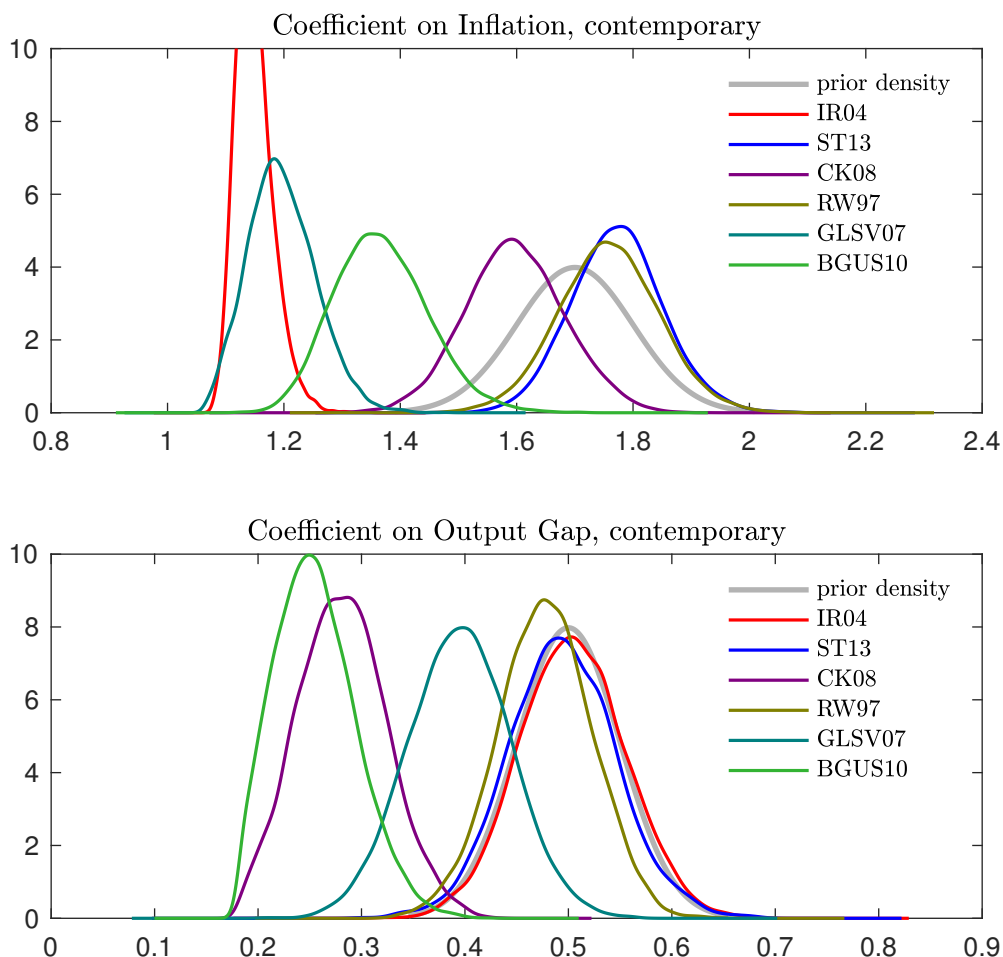 Coefficient on Inflation, contemporary
10
8
6
4
2
0
prior density
IR04
ST13
CK08
RW97
GLSV07
BGUS10
0.8 1 1.2 1.4 1.6 1.8 2 2.2 2.4
Coefficient on Output Gap, contemporary
10
8
6
4
2
0
prior density
IR04
ST13
CK08
RW97
GLSV07
BGUS10
0 0.1 0.2 0.3 0.4 0.5 0.6 0.7 0.8 0.9